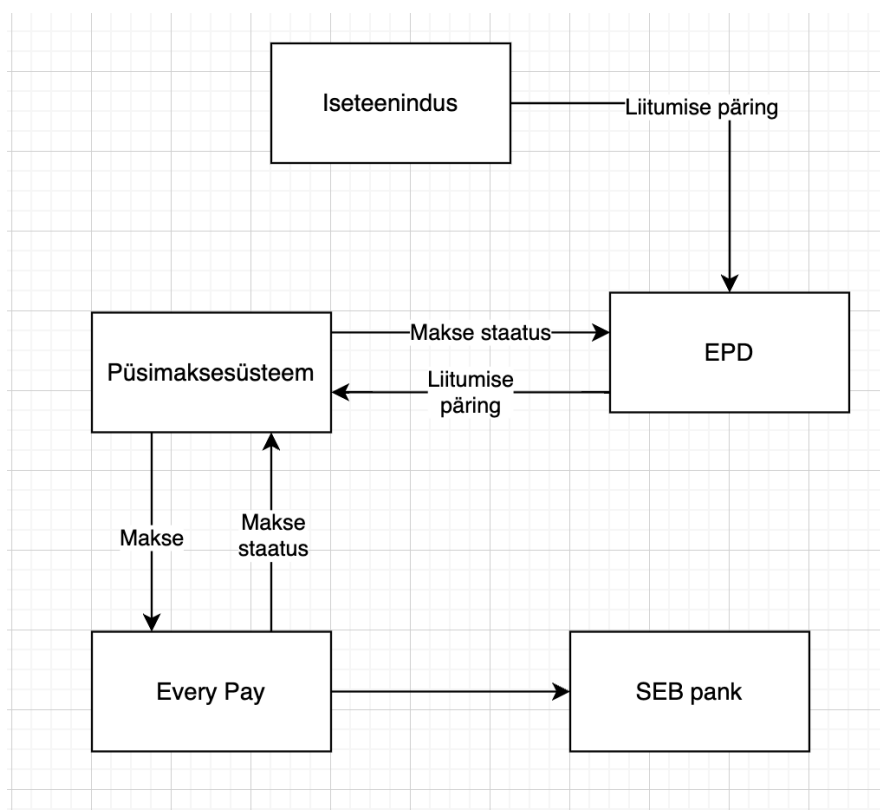 Iseteenindus
Liitumise päring
Makse staatus
EPD
Püsimaksesüsteem
Liitumise
päring
Makse
Makse
staatus
Every Pay
SEB pank